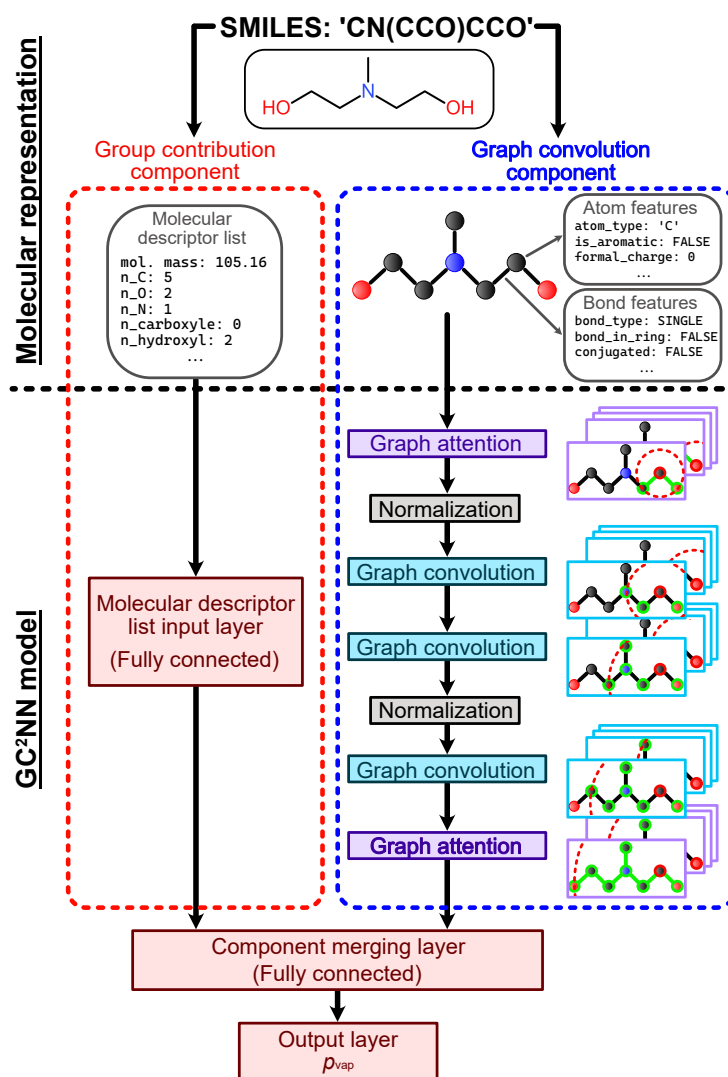 SMILES: 'CN(CCO)CCO'
HO
N
OH
Molecular representation
Group contribution
component
Graph convolution
component
Molecular
descriptor list
mol. mass: 105.16
n_C: 5
n_O: 2
n_N: 1
n_carboxyle: 0
n_hydroxyl: 2
...
Atom features
atom_type: 'C'
is_aromatic: FALSE
formal_charge: 0
...
Bond features
bond_type: SINGLE
bond_in_ring: FALSE
conjugated: FALSE
...
GC²NN model
Molecular descriptor
list input layer
(Fully connected)
Graph attention
Normalization
Graph convolution
Graph convolution
Normalization
Graph convolution
Graph attention
Component merging layer
(Fully connected)
Output layer
pvap